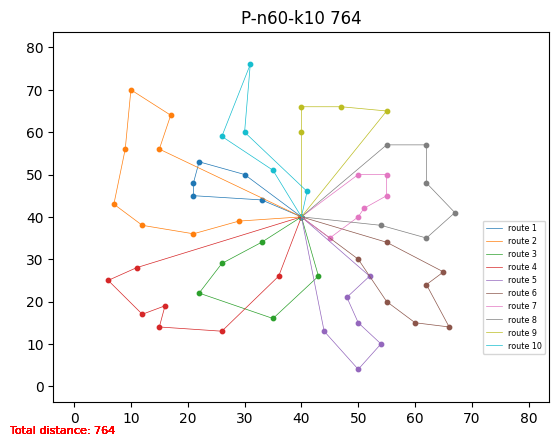 P-n60-k10 764
80
70
60
50
40
30
20
10
0
0 10 20 30 40 50 60 70 80
route 1
route 2
route 3
route 4
route 5
route 6
route 7
route 8
route 9
route 10
Total distance: 764